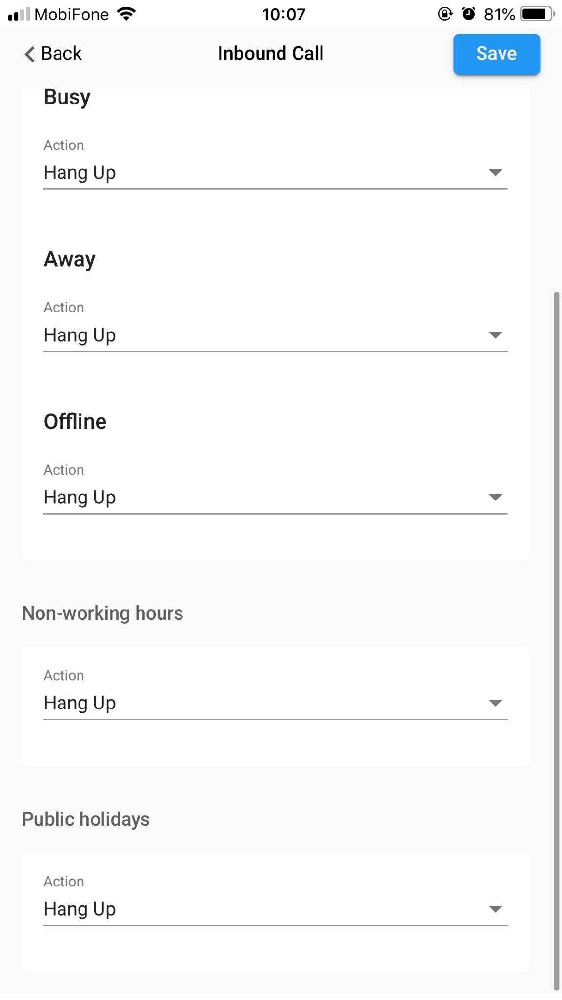 MobiFone 10:07 81%
Back Inbound Call Save
Busy
Action
Hang Up
Away
Action
Hang Up
Offline
Action
Hang Up
Non-working hours
Action
Hang Up
Public holidays
Action
Hang Up